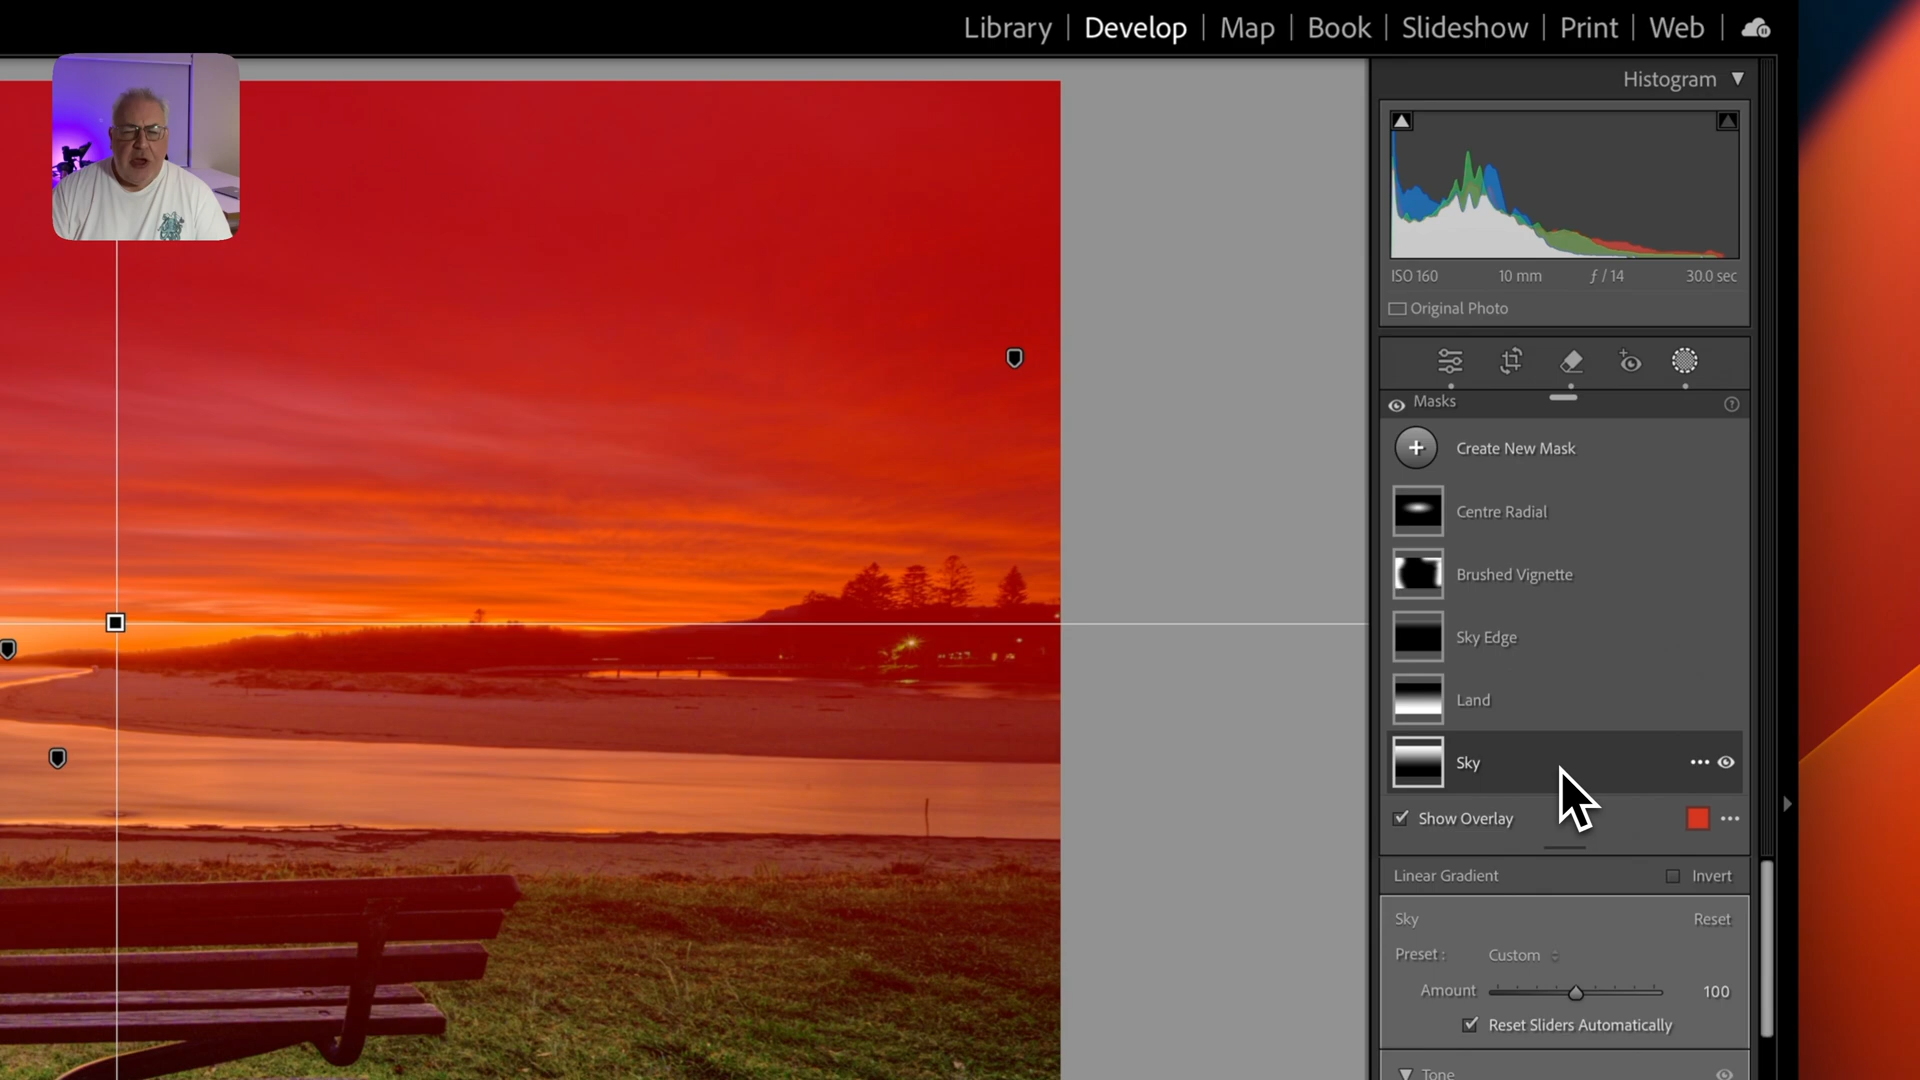 Library | Develop | Map | Book | Slideshow | Print | Web |
Histogram
ISO 160 10 mm ƒ / 14 30.0 sec
Original Photo
Masks
Create New Mask
Centre Radial
Brushed Vignette
Sky Edge
Land
Sky
Show Overlay
Linear Gradient Invert
Sky Reset
Preset : Custom
Amount 100
Reset Sliders Automatically
Tone